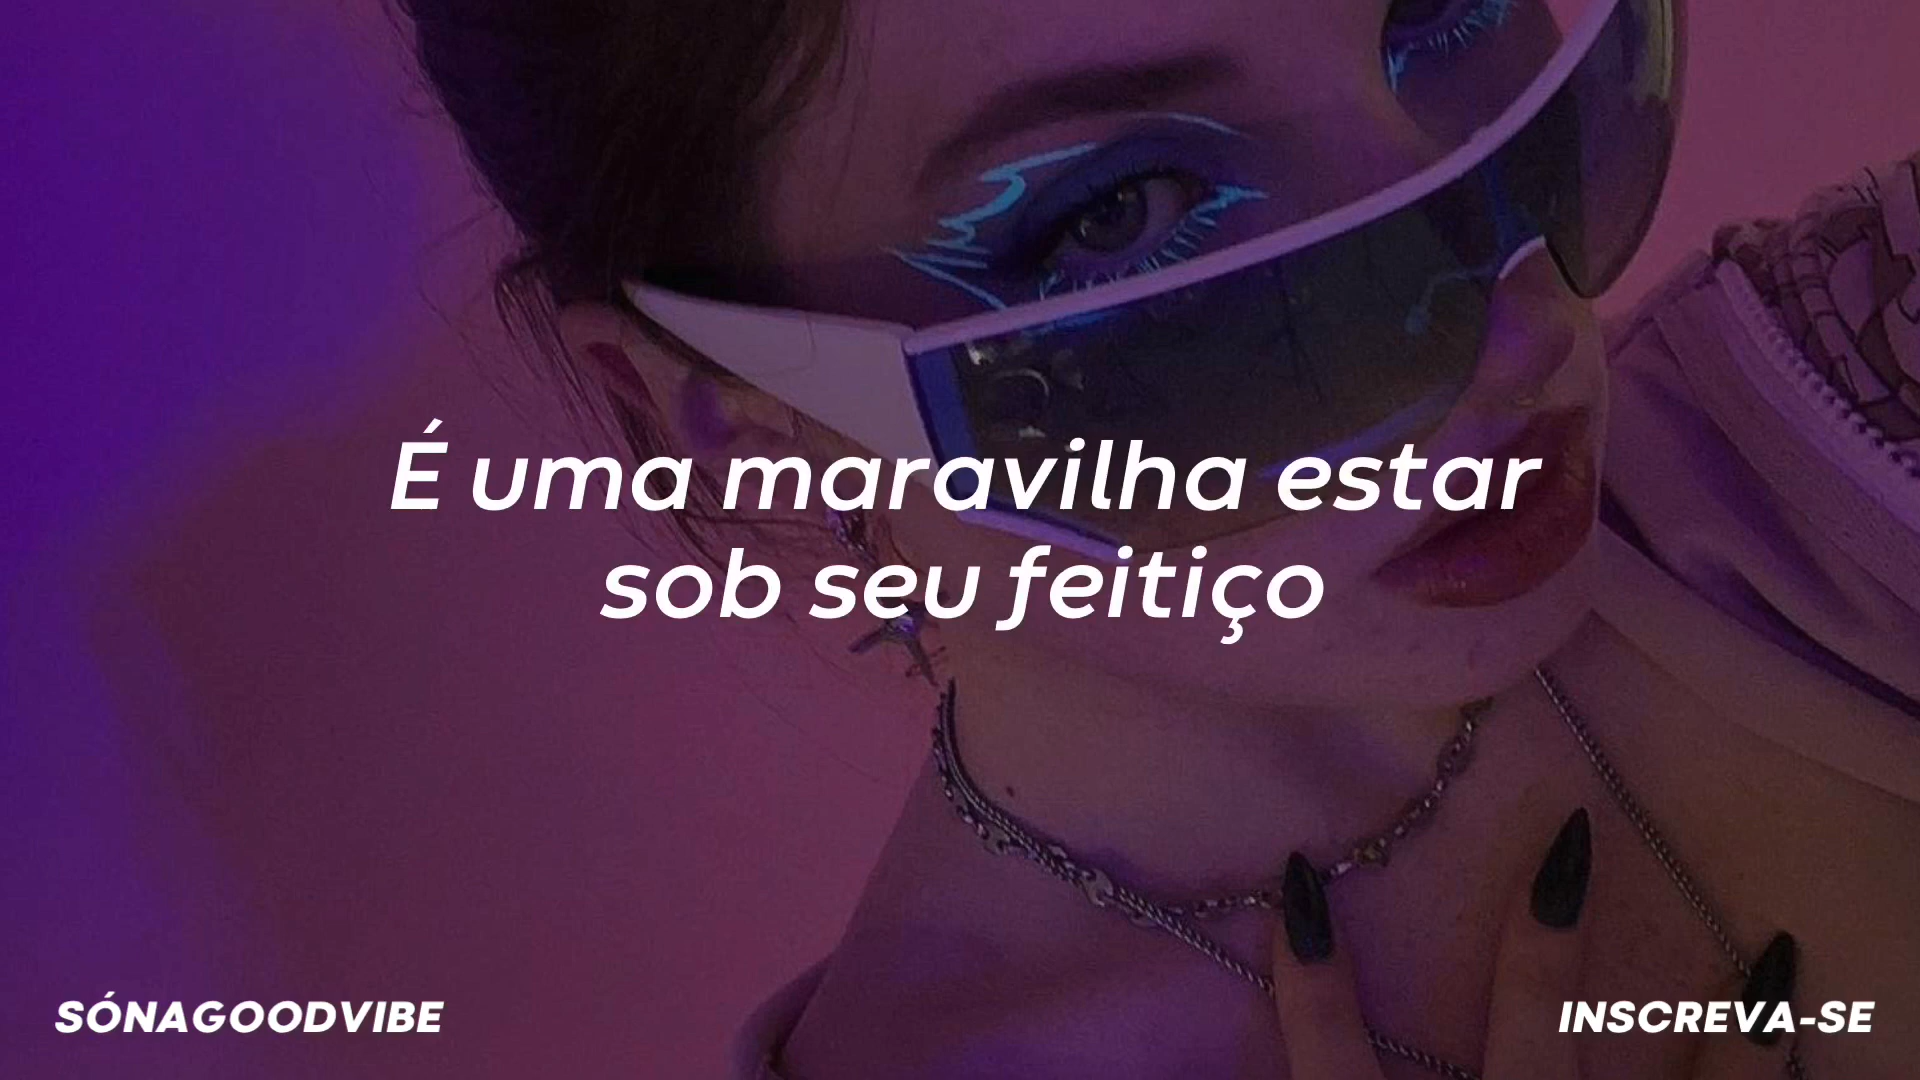 É uma maravilha estar
sob seu feitiço
SÓNAGOODVIBE
INSCREVA-SE